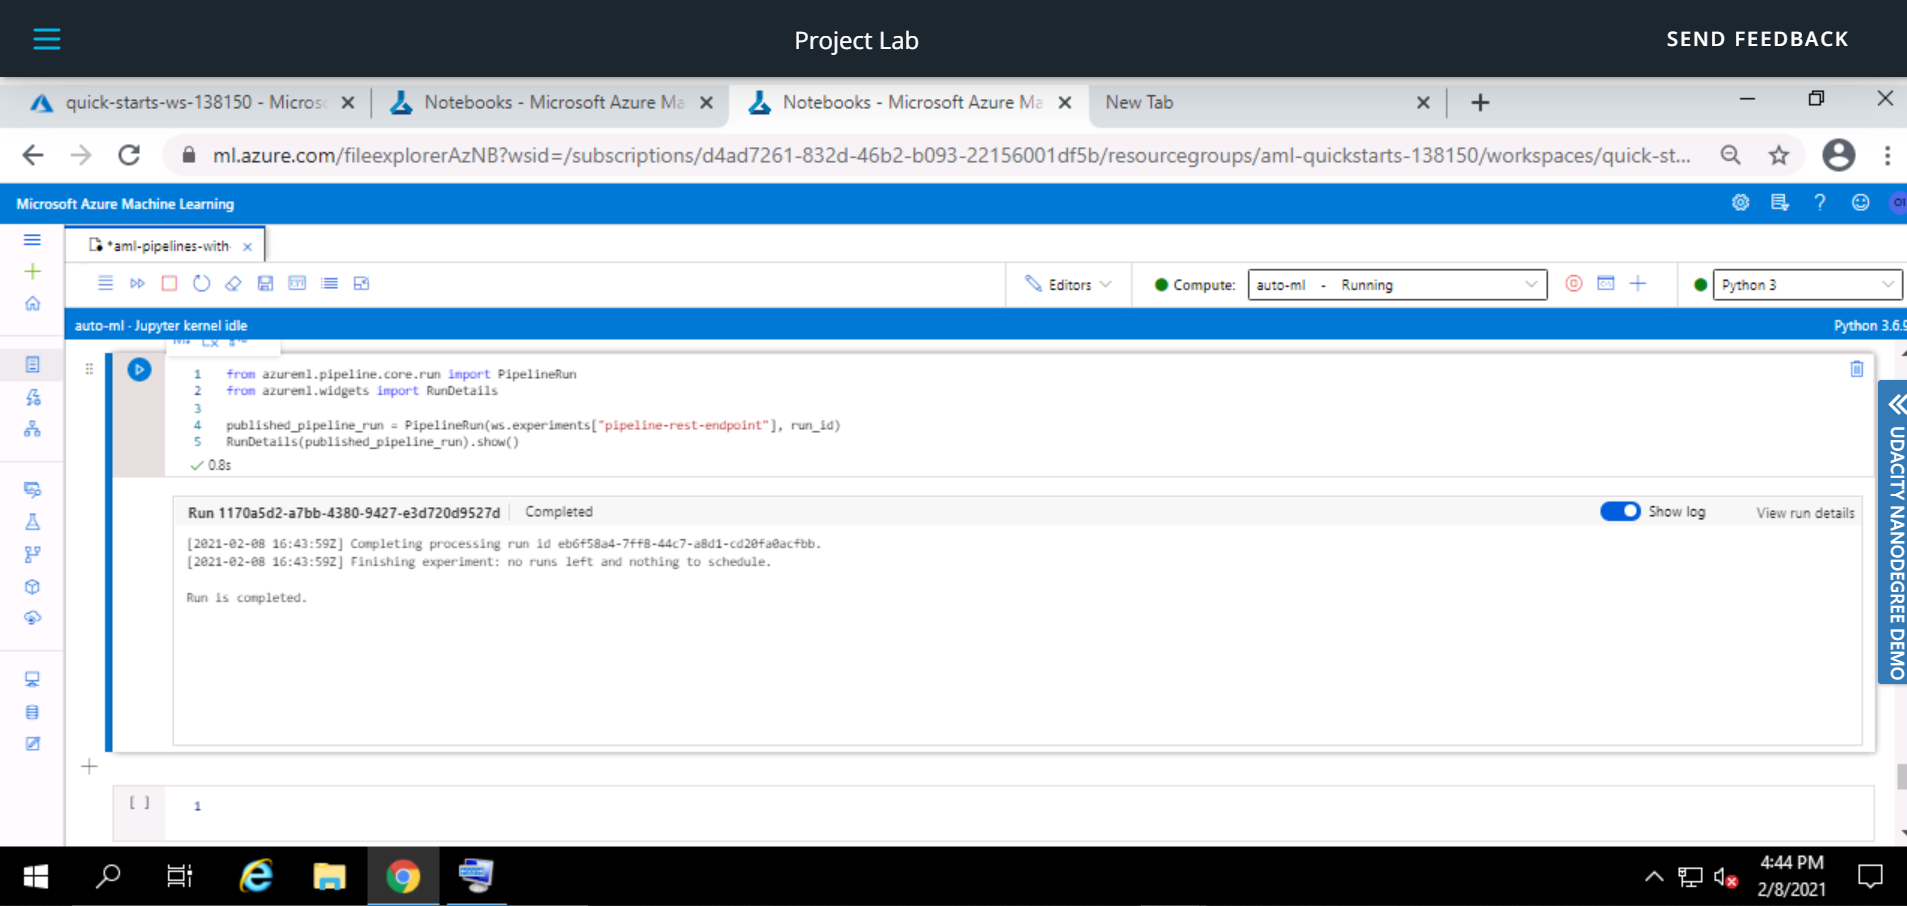 Project Lab
SEND FEEDBACK
quick-starts-ws-138150 - Microsc
Notebooks - Microsoft Azure Ma
Notebooks - Microsoft Azure Ma
New Tab
ml.azure.com/fileexplorerAzNB?wsid=/subscriptions/d4ad7261-832d-46b2-b093-22156001df5b/resourcegroups/aml-quickstarts-138150/workspaces/quick-st...
Microsoft Azure Machine Learning
*aml-pipelines-with-
Editors
Compute:
auto-ml - Running
Python 3
auto-ml - Jupyter kernel idle
Python 3.6.9
1 from azureml.pipeline.core.run import PipelineRun
2 from azureml.widgets import RunDetails
3
4 published_pipeline_run = PipelineRun(ws.experiments["pipeline-rest-endpoint"], run_id)
5 RunDetails(published_pipeline_run).show()
0.8s
Run 1170a5d2-a7bb-4380-9427-e3d720d9527d
Completed
Show log
View run details
[2021-02-08 16:43:59Z] Completing processing run id eb6f58a4-7ff8-44c7-a8d1-cd20fa0acfbb.
[2021-02-08 16:43:59Z] Finishing experiment: no runs left and nothing to schedule.
Run is completed.
UDACITY NANODEGREE DEMO
[ ] 1
4:44 PM
2/8/2021